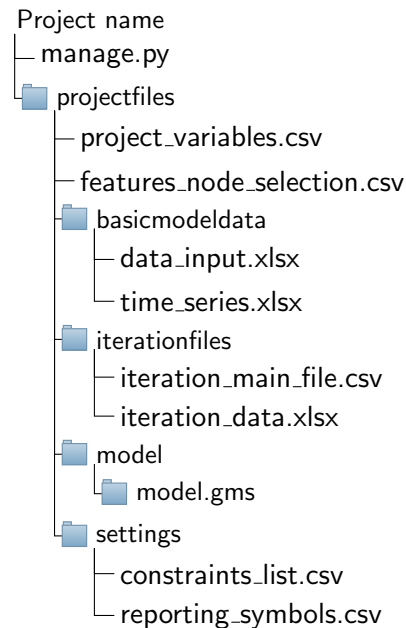 Project name
manage.py
projectfiles
project_variables.csv
features_node_selection.csv
basicmodeldata
data_input.xlsx
time_series.xlsx
iterationfiles
iteration_main_file.csv
iteration_data.xlsx
model
model.gms
settings
constraints_list.csv
reporting_symbols.csv